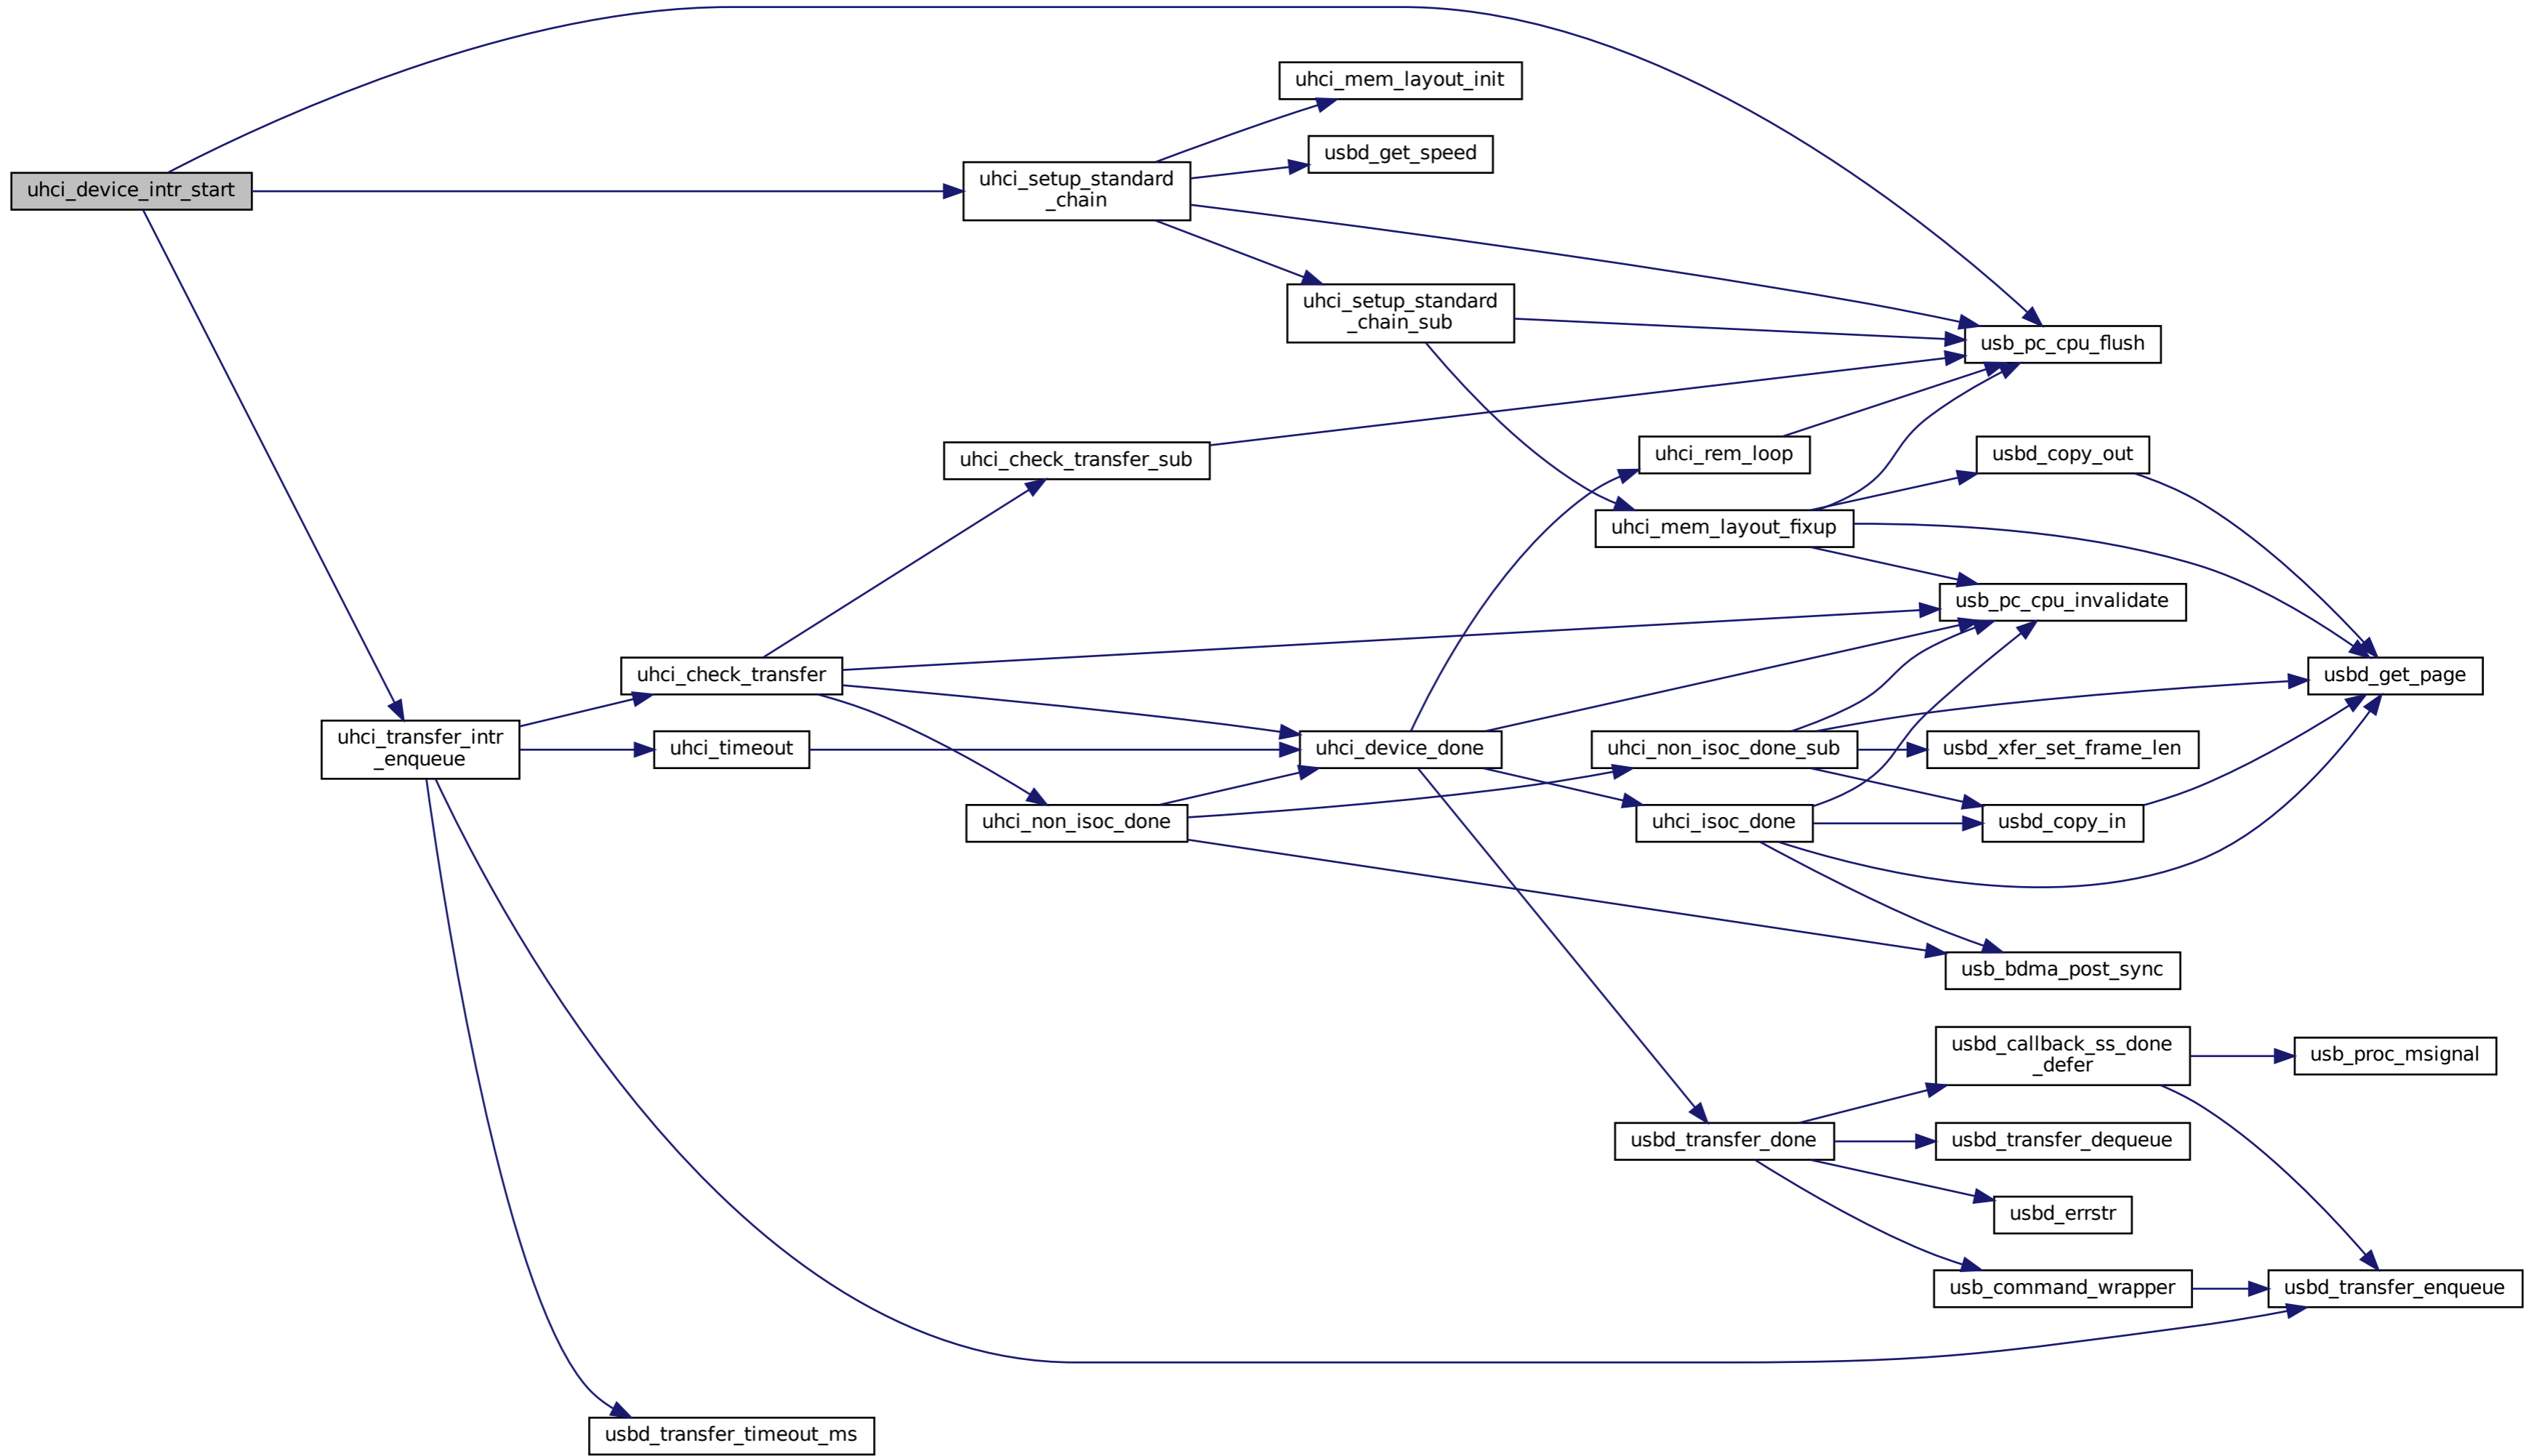 uhci_mem_layout_init
usbd_get_speed
uhci_device_intr_start
uhci_setup_standard
_chain
uhci_setup_standard
_chain_sub
usb_pc_cpu_flush
uhci_check_transfer_sub
uhci_rem_loop
usbd_copy_out
uhci_mem_layout_fixup
usb_pc_cpu_invalidate
uhci_check_transfer
usbd_get_page
uhci_transfer_intr
_enqueue
uhci_timeout
uhci_device_done
uhci_non_isoc_done_sub
usbd_xfer_set_frame_len
uhci_non_isoc_done
uhci_isoc_done
usbd_copy_in
usb_bdma_post_sync
usbd_callback_ss_done
_defer
usb_proc_msignal
usbd_transfer_done
usbd_transfer_dequeue
usbd_errstr
usb_command_wrapper
usbd_transfer_enqueue
usbd_transfer_timeout_ms